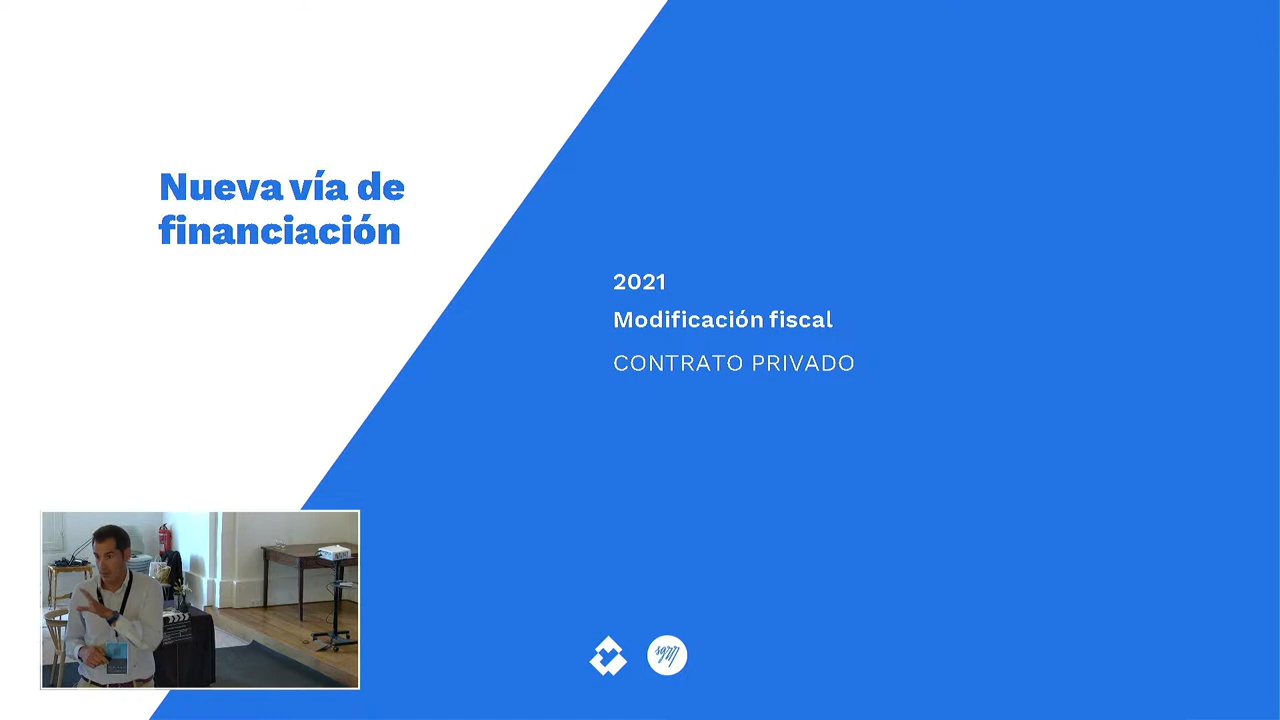 Nueva vía de
financiación
2021
Modificación fiscal
CONTRATO PRIVADO